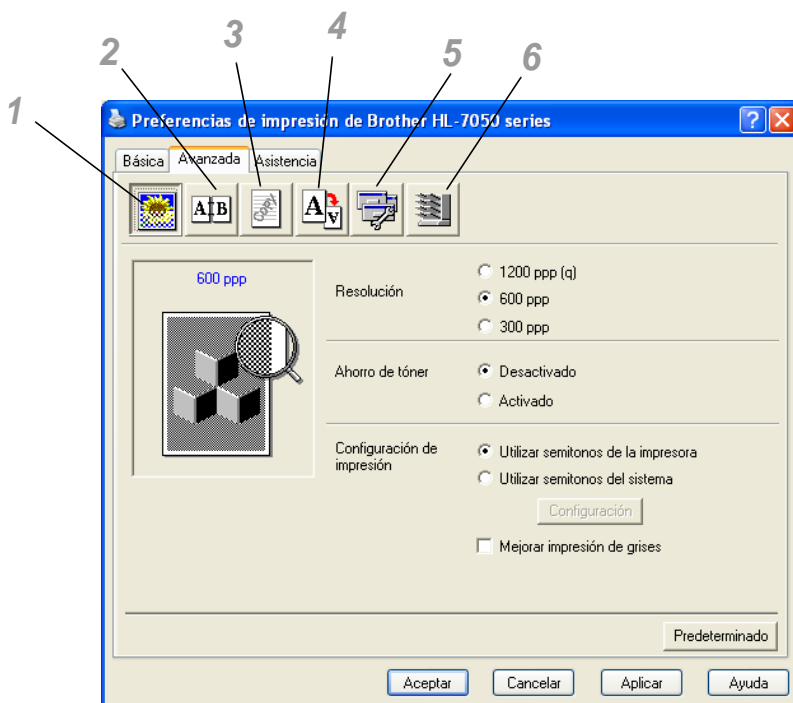 1 2 3 4 5 6
Preferencias de impresión de Brother HL-7050 series
Básica Avanzada Asistencia
A B COPY A A
600 ppp
Resolución
1200 ppp (q)
600 ppp
300 ppp
Ahorro de tóner
Desactivado
Activado
Configuración de
impresión
Utilizar semitonos de la impresora
Utilizar semitonos del sistema
Configuración
Mejorar impresión de grises
Predeterminado
Aceptar Cancelar Aplicar Ayuda